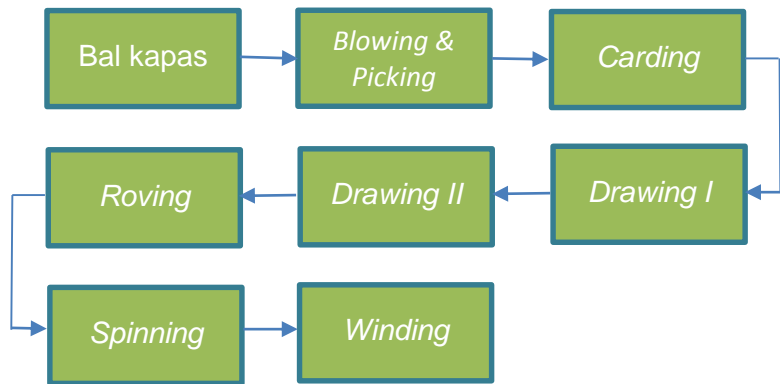 Bal kapas
Blowing &
Picking
Carding
Drawing I
Drawing II
Roving
Spinning
Winding